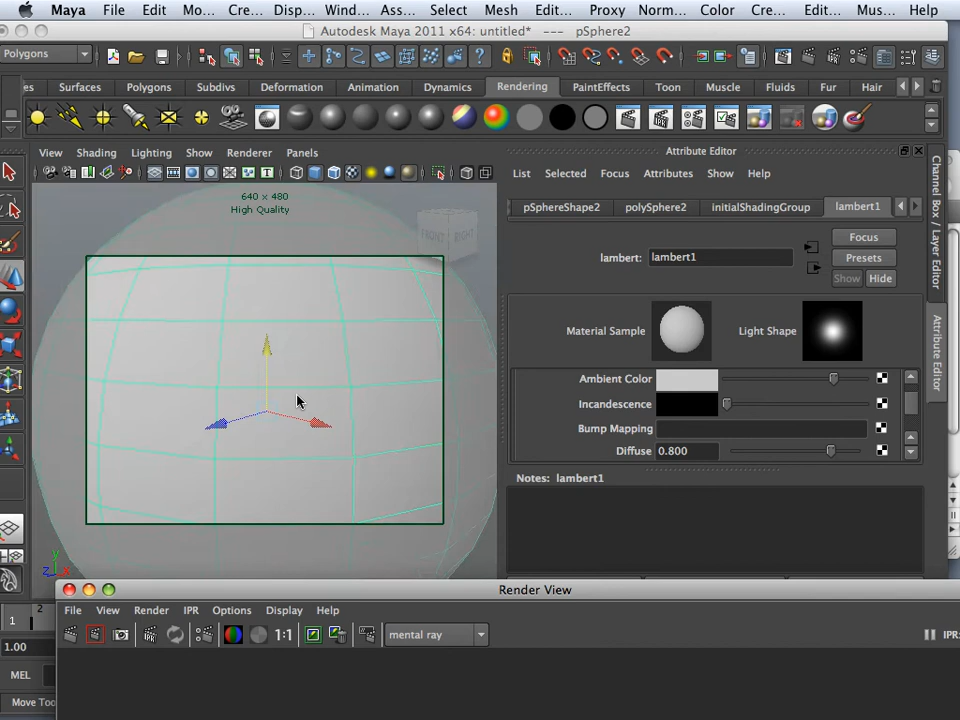 Maya File Edit Mo... Cre... Disp... Wind... Ass... Select Mesh Edit... Proxy Norm... Color Cre... Edit... Mus... Help
Autodesk Maya 2011 x64: untitled* --- pSphere2
Polygons
es Surfaces Polygons Subdivs Deformation Animation Dynamics Rendering PaintEffects Toon Muscle Fluids Fur Hair
View Shading Lighting Show Renderer Panels
Attribute Editor
List Selected Focus Attributes Show Help
640 x 480
High Quality
FRONT RIGHT
pSphereShape2 polySphere2 initialShadingGroup lambert1
Focus
lambert: lambert1
Presets
Show Hide
Material Sample Light Shape
Ambient Color
Incandescence
Bump Mapping
Diffuse 0.800
Notes: lambert1
Channel Box / Layer Editor
Attribute Editor
y
z x
Render View
File View Render IPR Options Display Help
1:1 mental ray IPR:
1 2
1.00
MEL
Move Too